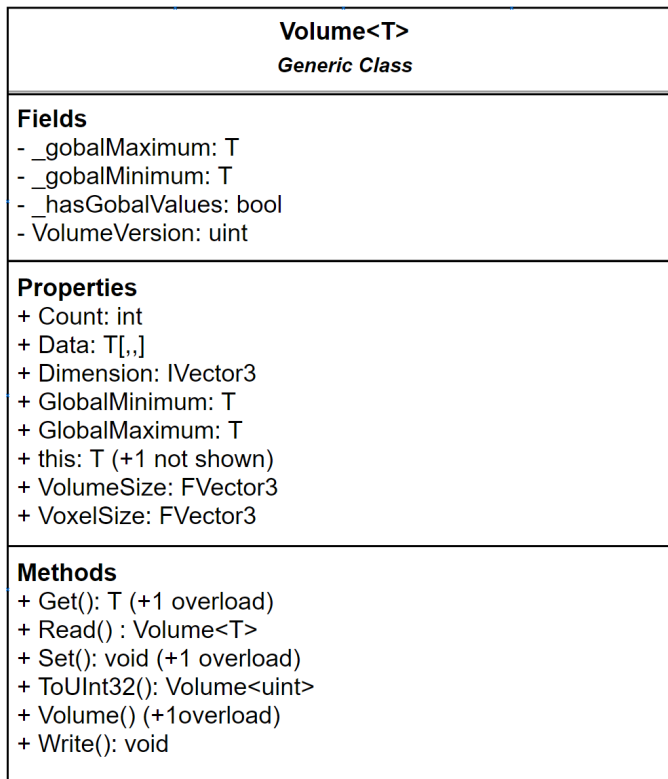 Volume<T>
Generic Class
Fields
- _gobalMaximum: T
- _gobalMinimum: T
- _hasGobalValues: bool
- VolumeVersion: uint
Properties
+ Count: int
+ Data: T[,,]
+ Dimension: IVector3
+ GlobalMinimum: T
+ GlobalMaximum: T
+ this: T (+1 not shown)
+ VolumeSize: FVector3
+ VoxelSize: FVector3
Methods
+ Get(): T (+1 overload)
+ Read() : Volume<T>
+ Set(): void (+1 overload)
+ ToUInt32(): Volume<uint>
+ Volume() (+1overload)
+ Write(): void